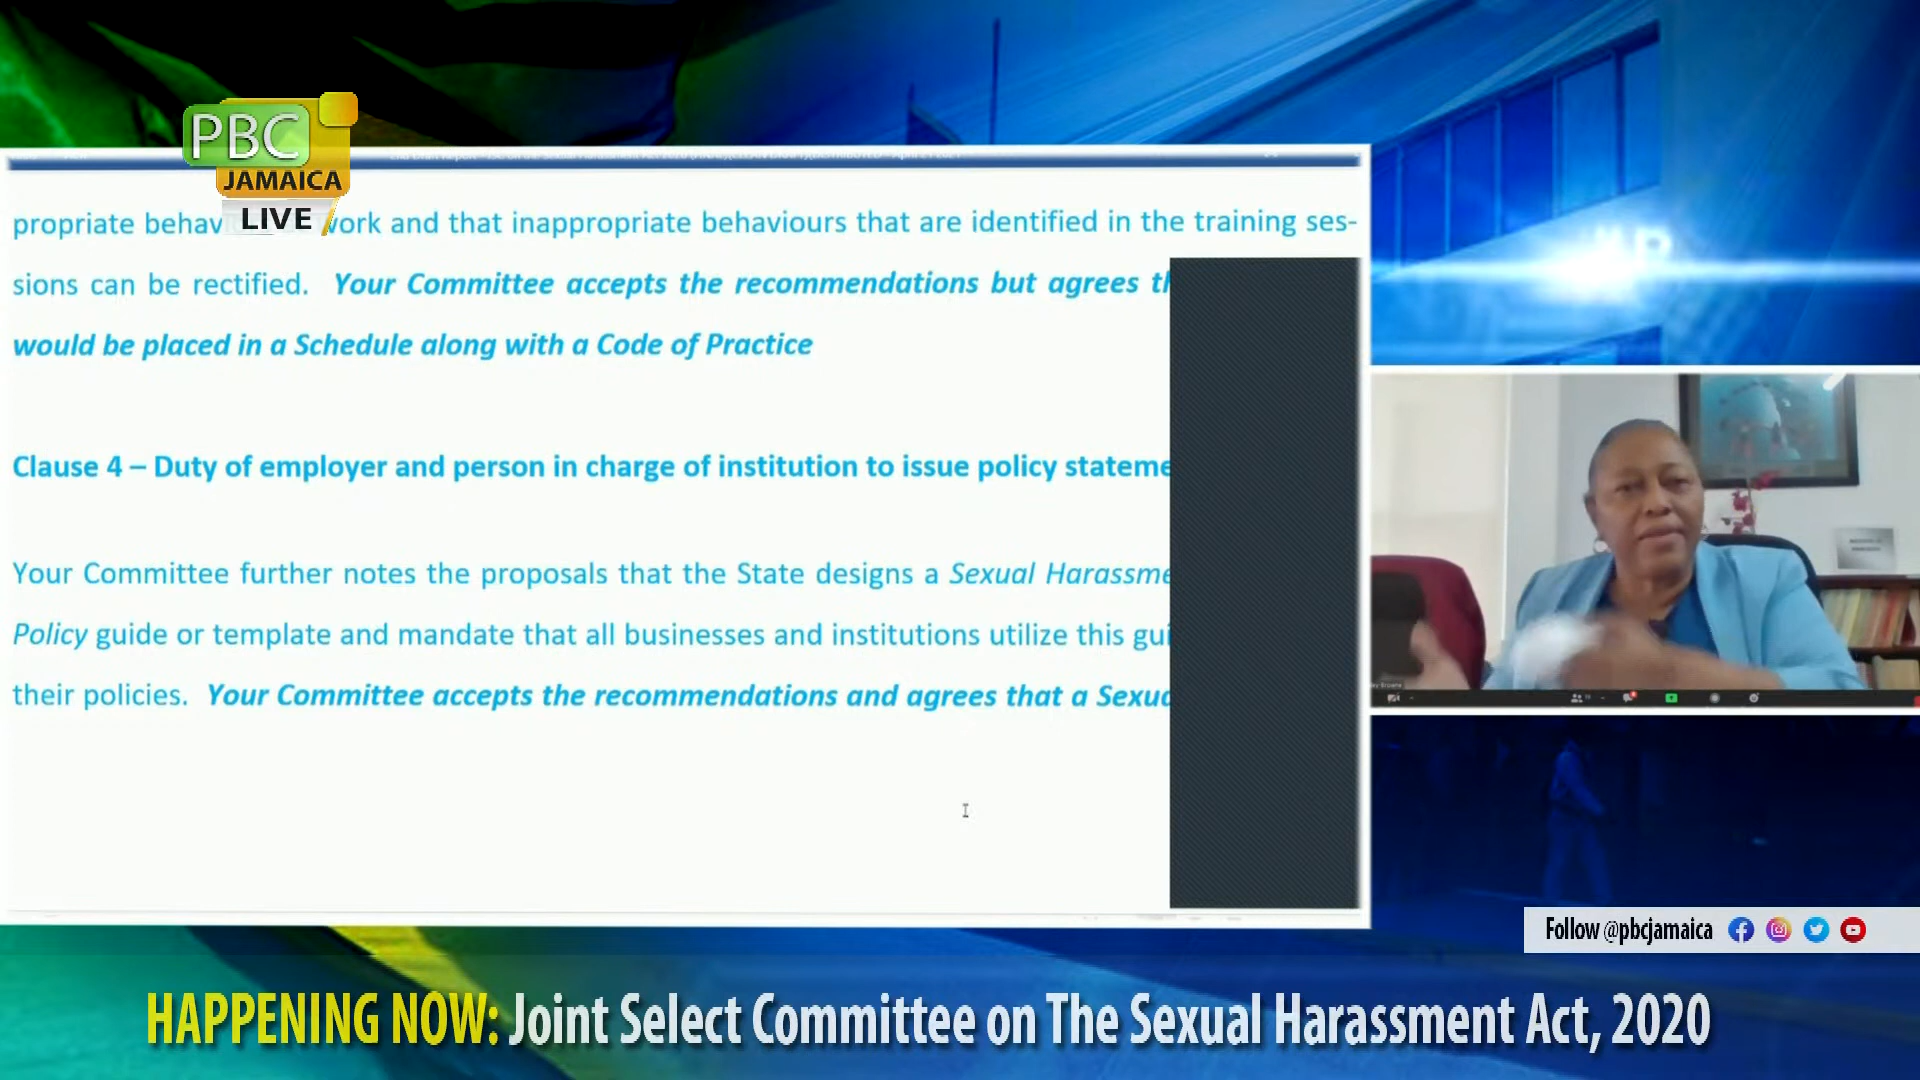 PBC
JAMAICA
LIVE
propriate behav work and that inappropriate behaviours that are identified in the training ses-
sions can be rectified. Your Committee accepts the recommendations but agrees
would be placed in a Schedule along with a Code of Practice
Clause 4 – Duty of employer and person in charge of institution to issue policy stateme
Your Committee further notes the proposals that the State designs a Sexual Harassme
Policy guide or template and mandate that all businesses and institutions utilize this gui
their policies. Your Committee accepts the recommendations and agrees that a Sexua
Follow @pbcjamaica
HAPPENING NOW: Joint Select Committee on The Sexual Harassment Act, 2020